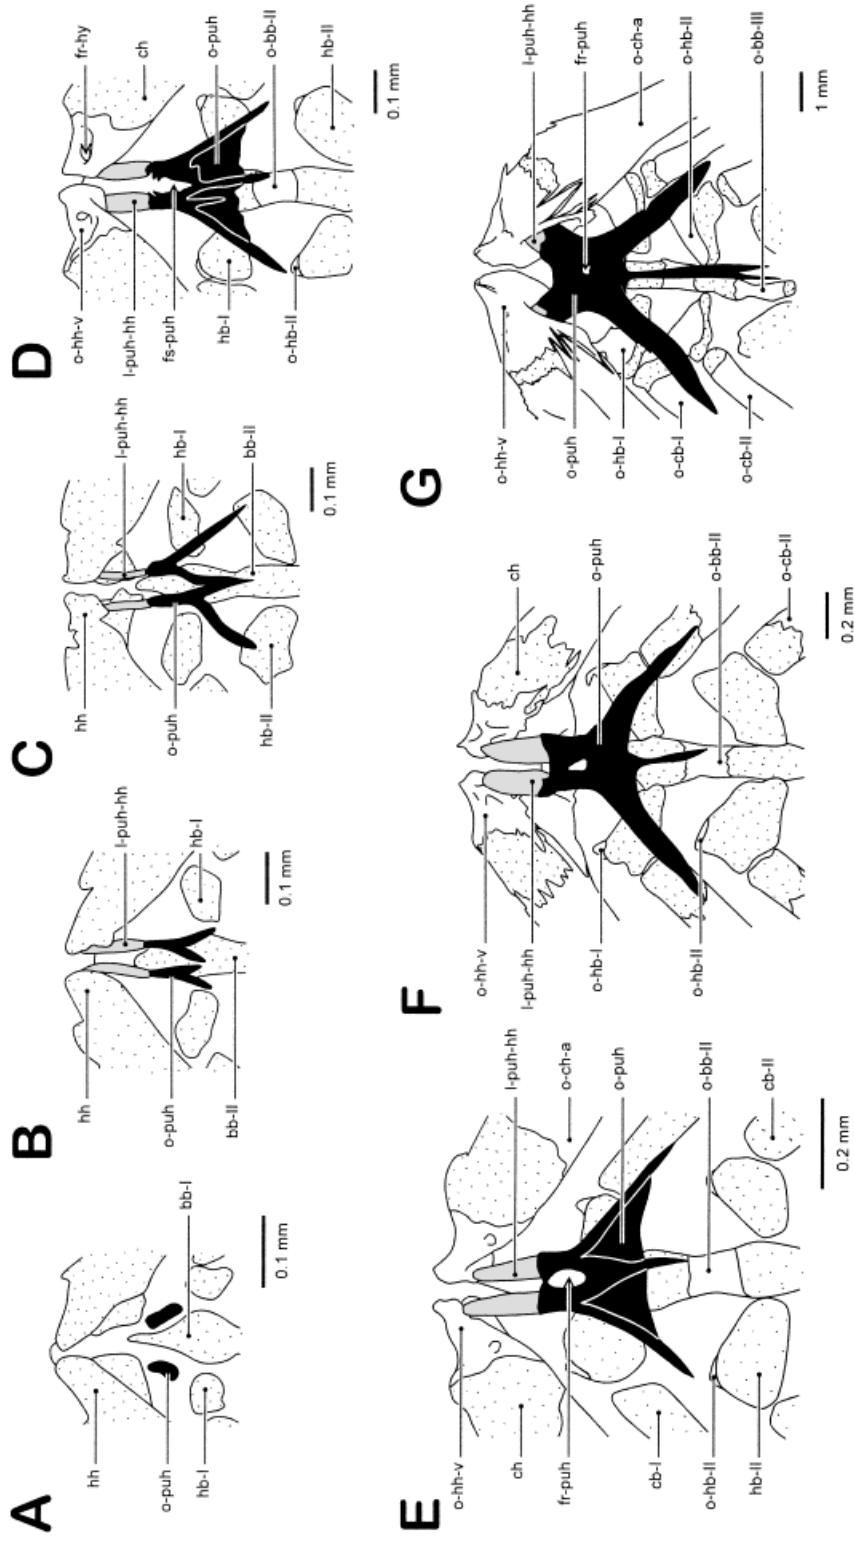 A
hh
o-puh
hb-I
bb-I
0.1 mm
B
hh
o-puh
bb-II
l-puh-hh
hb-I
0.1 mm
C
hh
o-puh
hb-II
l-puh-hh
hb-I
bb-II
0.1 mm
D
o-hh-v
l-puh-hh
fs-puh
hb-I
o-hb-II
fr-hy
ch
o-puh
o-bb-II
hb-II
0.1 mm
E
o-hh-v
ch
fr-puh
cb-I
o-hb-II
hb-II
l-puh-hh
o-ch-a
o-puh
o-bb-II
cb-II
0.2 mm
F
o-hh-v
l-puh-hh
o-hb-I
o-hb-II
ch
o-puh
o-bb-II
o-cb-II
0.2 mm
G
o-hh-v
o-puh
o-hb-I
o-cb-I
o-cb-II
l-puh-hh
fr-puh
o-ch-a
o-hb-II
o-bb-III
1 mm